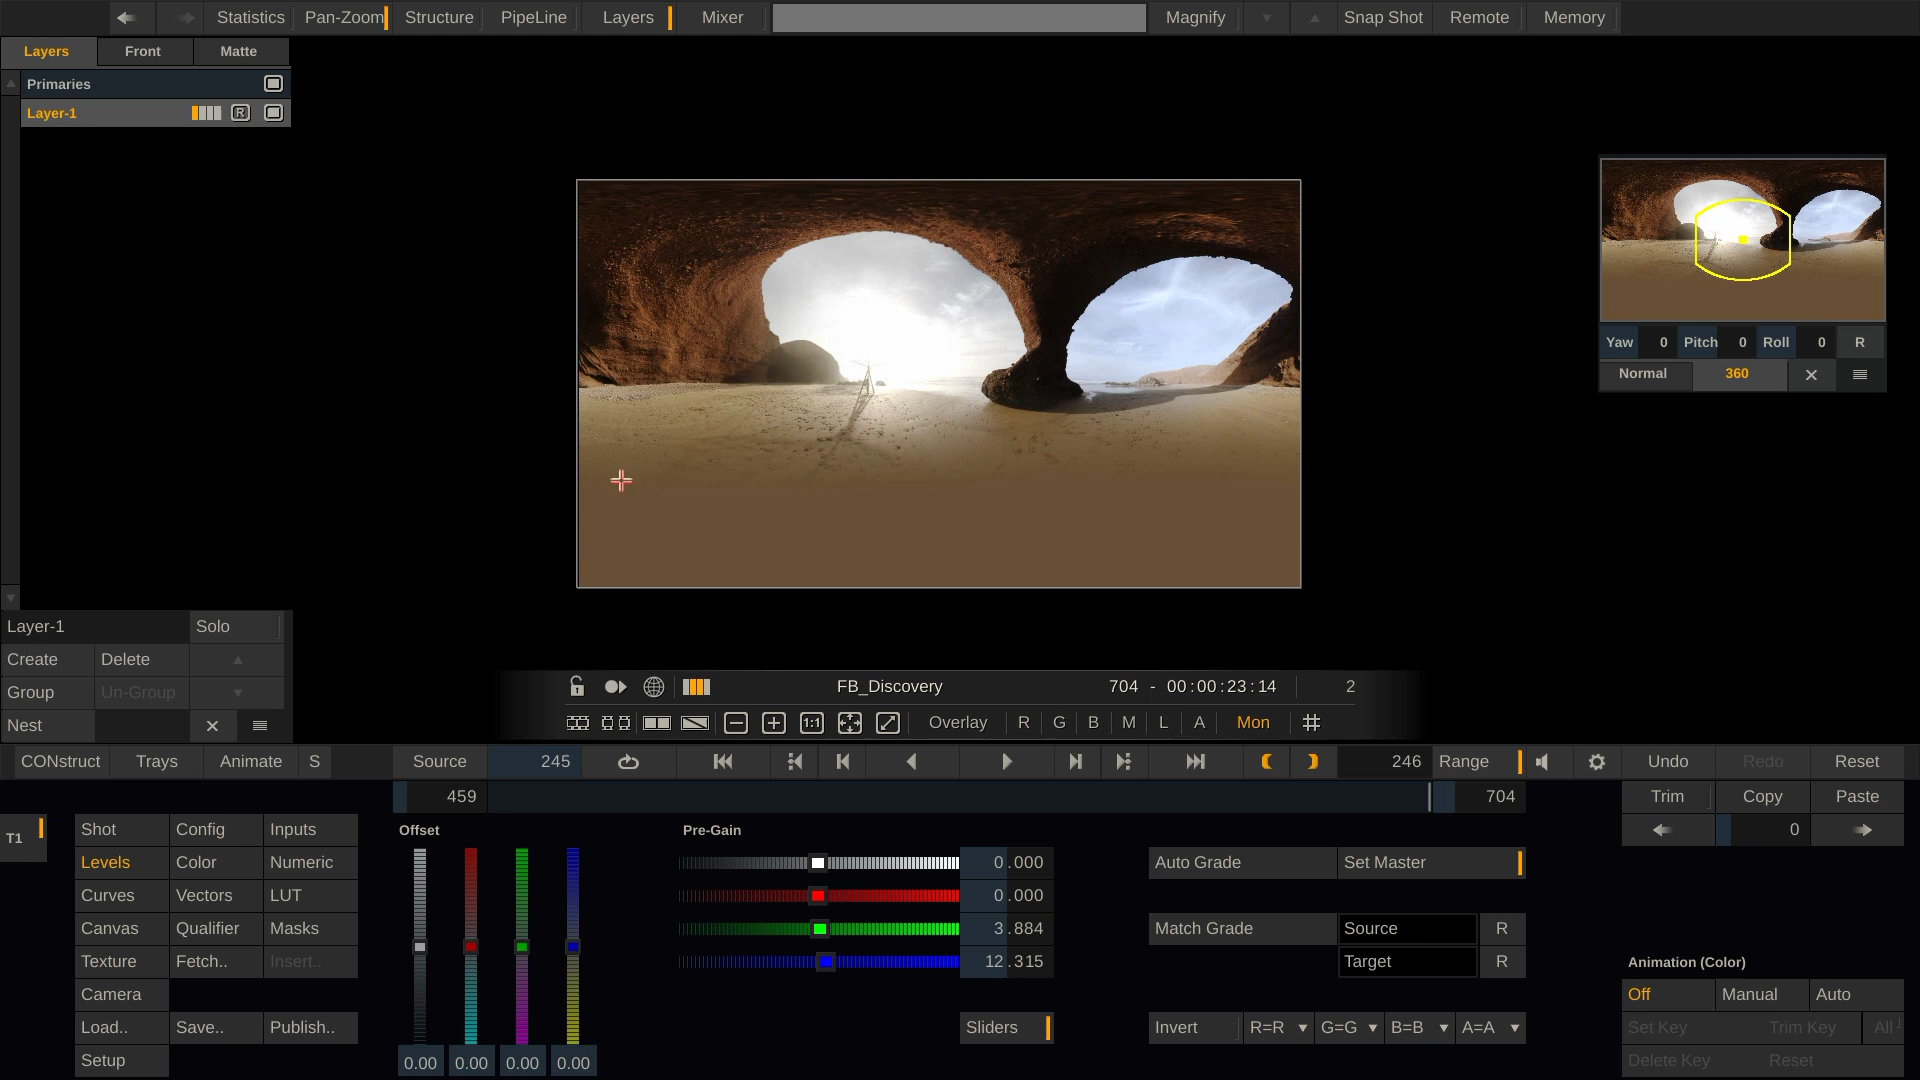 Statistics Pan-Zoom Structure PipeLine Layers Mixer Magnify Snap Shot Remote Memory
Layers Front Matte
Primaries
Layer-1 R
Yaw 0 Pitch 0 Roll 0 R
Normal 360
Layer-1 Solo
Create Delete
Group Un-Group
Nest
FB_Discovery 704 - 00:00:23:14 2
1:1 Overlay R G B M L A Mon
CONstruct Trays Animate S Source 245 246 Range Undo Redo Reset
459 704 Trim Copy Paste
0
T1
Shot Config Inputs
Levels Color Numeric
Curves Vectors LUT
Canvas Qualifier Masks
Texture Fetch.. Insert..
Camera
Load.. Save.. Publish..
Setup
Offset
0.00 0.00 0.00 0.00
Pre-Gain
0.000
0.000
3.884
12.315
Sliders
Auto Grade Set Master
Match Grade Source R
Target R
Invert R=R G=G B=B A=A
Animation (Color)
Off Manual Auto
Set Key Trim Key All
Delete Key Reset